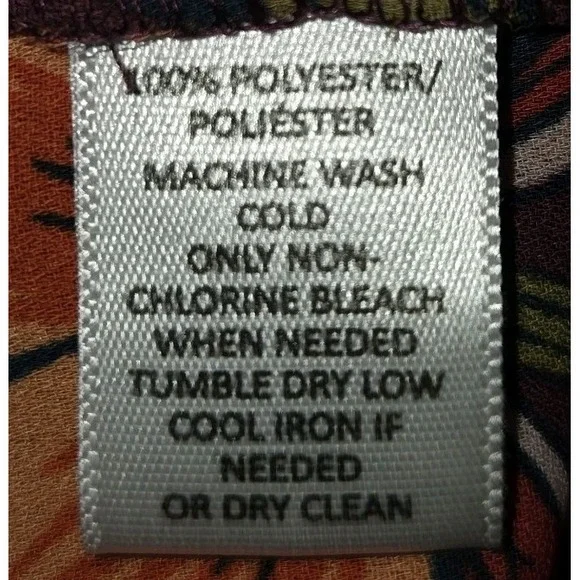 100% POLYESTER/
POLIÉSTER
MACHINE WASH
COLD
ONLY NON-
CHLORINE BLEACH
WHEN NEEDED
TUMBLE DRY LOW
COOL IRON IF
NEEDED
OR DRY CLEAN